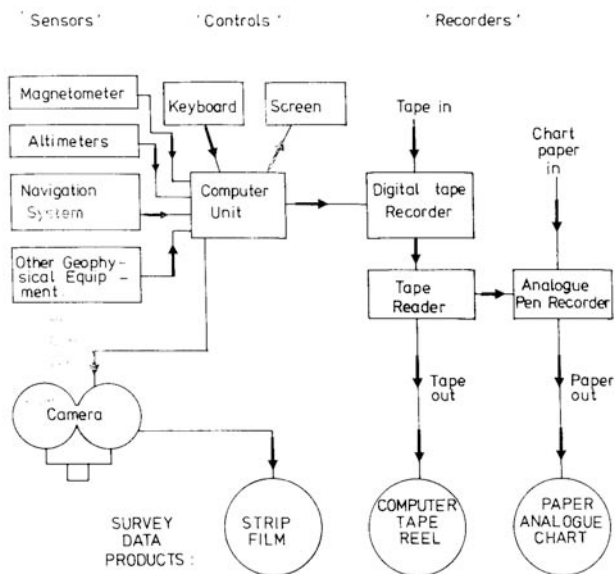 'Sensors'
'Controls'
'Recorders'
Magnetometer
Altimeters
Navigation
System
Other Geophy-
sical Equip -
ment.
Keyboard
Screen
Computer
Unit
Tape in
Digital tape
Recorder
Chart
paper
in
Tape
Reader
Analogue
Pen Recorder
Tape
out
Paper
out
Camera
SURVEY
DATA
PRODUCTS :
STRIP
FILM
COMPUTER
TAPE
REEL
PAPER
ANALOGUE
CHART